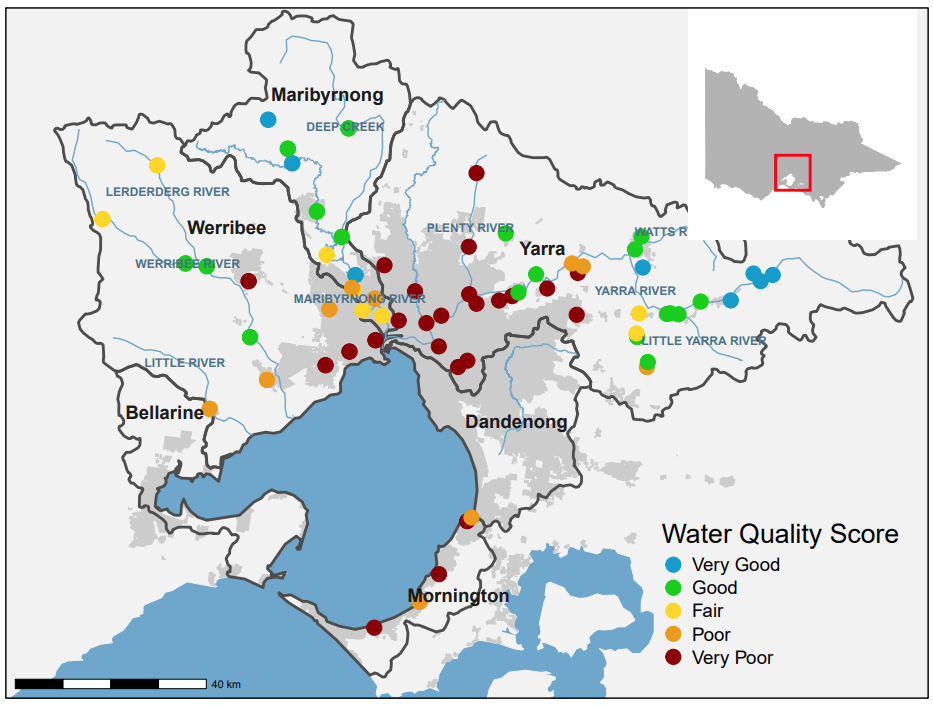 Maribyrnong
DEEP CREEK
LERDERDERG RIVER
Werribee
PLENTY RIVER
WATTS R
Yarra
WERRIBEE RIVER
YARRA RIVER
MARIBYRNONG RIVER
LITTLE YARRA RIVER
LITTLE RIVER
Bellarine
Dandenong
Water Quality Score
Very Good
Good
Mornington
Fair
Poor
Very Poor
40 km